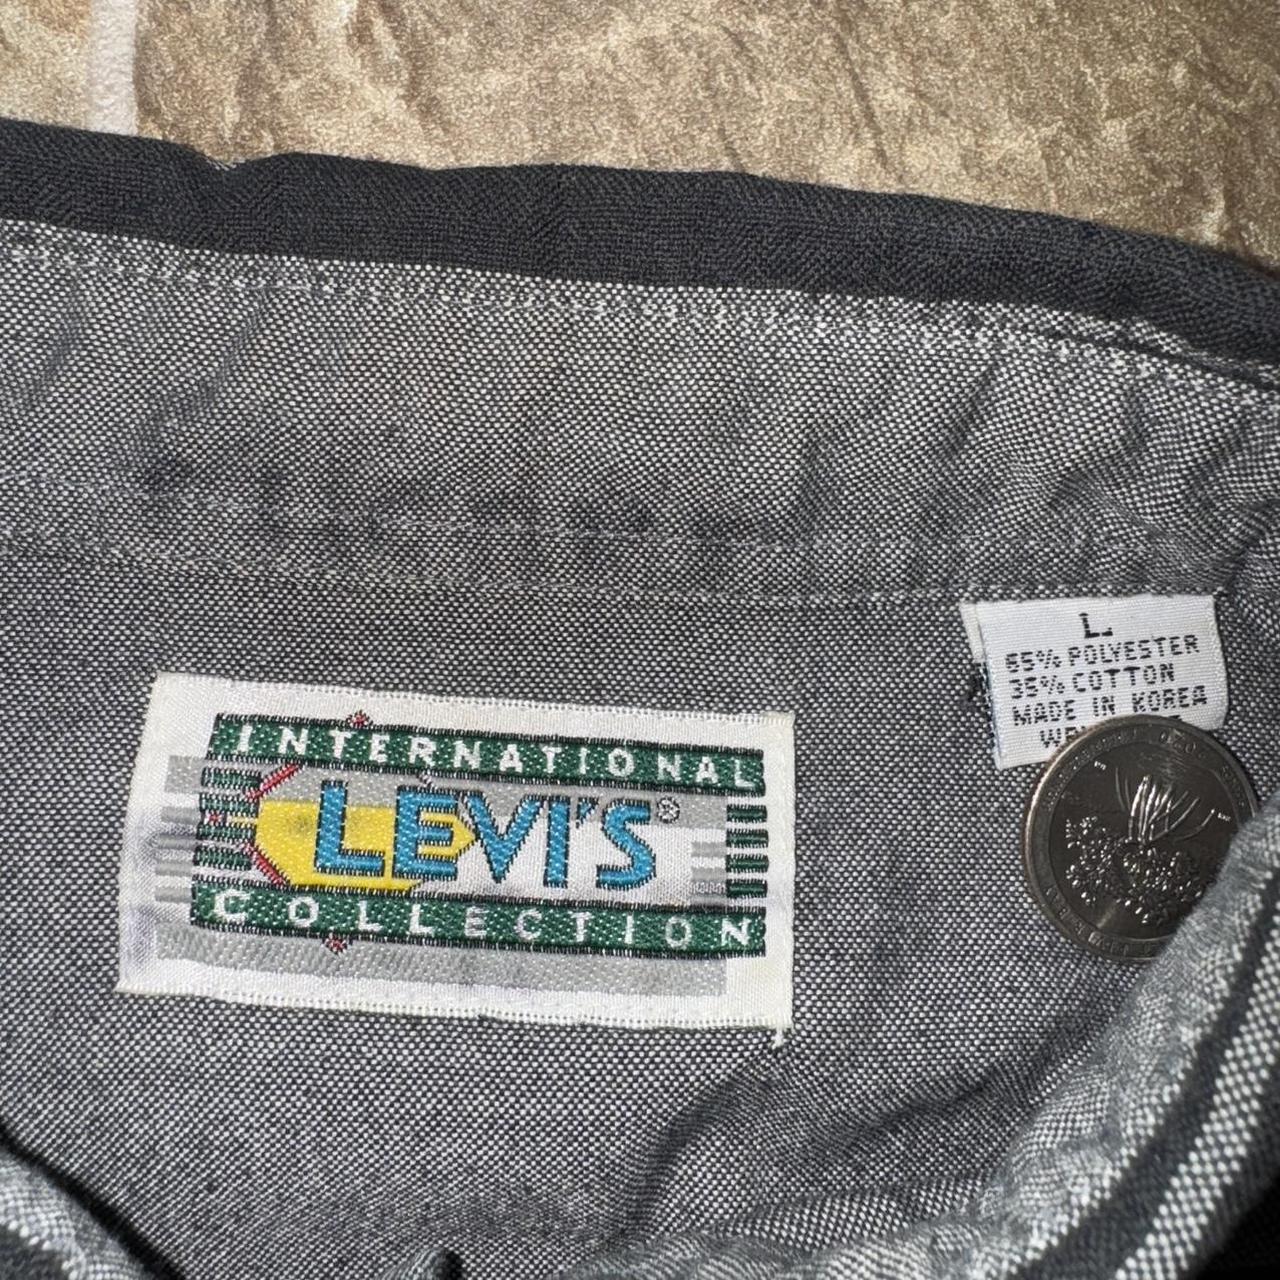 INTERNATIONAL
LEVI'S®
COLLECTION
L
65% POLYESTER
35% COTTON
MADE IN KOREA